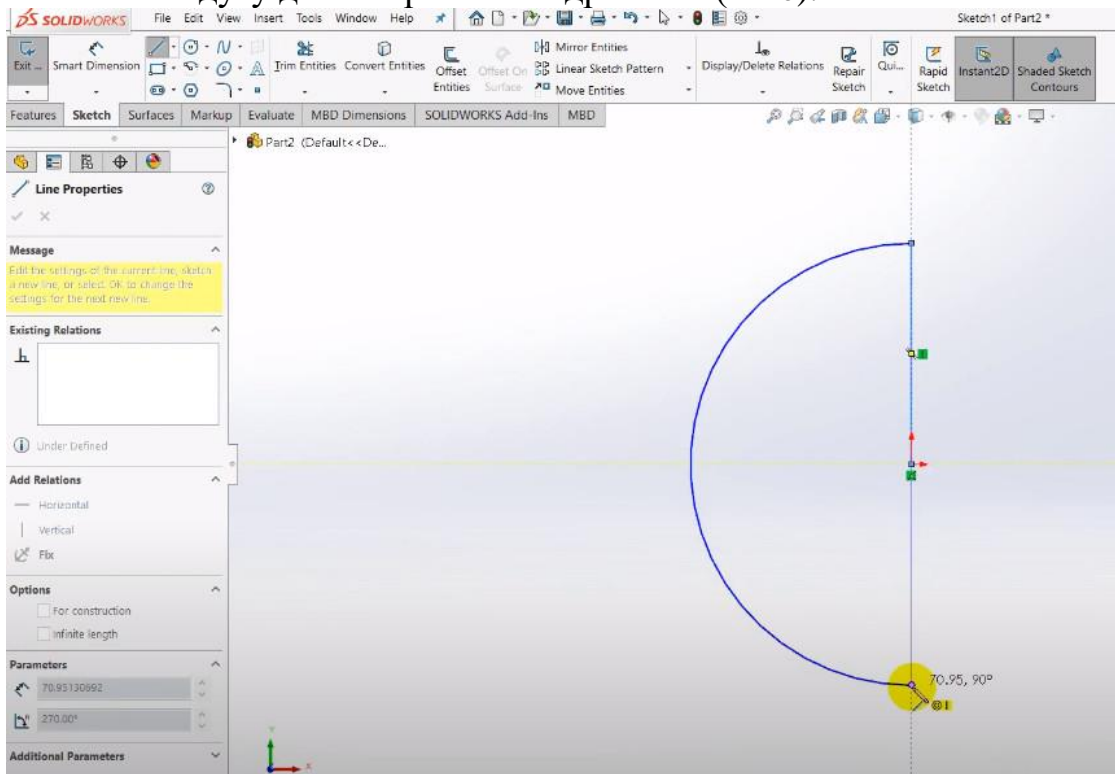 SOLIDWORKS File Edit View Insert Tools Window Help Sketch1 of Part2 *
Exit ... Smart Dimension Trim Entities Convert Entities Offset Entities Offset On Surface Mirror Entities Display/Delete Relations Repair Sketch Qui... Rapid Sketch Instant2D Shaded Sketch Contours
Linear Sketch Pattern
Move Entities
Features Sketch Surfaces Markup Evaluate MBD Dimensions SOLIDWORKS Add-Ins MBD
Part2 (Default<<De...
Line Properties
Message
Edit the settings of the current line, sketch
a new line, or select OK to change the
settings for the next new line.
Existing Relations
Under Defined
Add Relations
Horizontal
Vertical
Fix
Options
For construction
Infinite length
Parameters
70.95130692
270.00°
Additional Parameters
70.95, 90°
Y
X